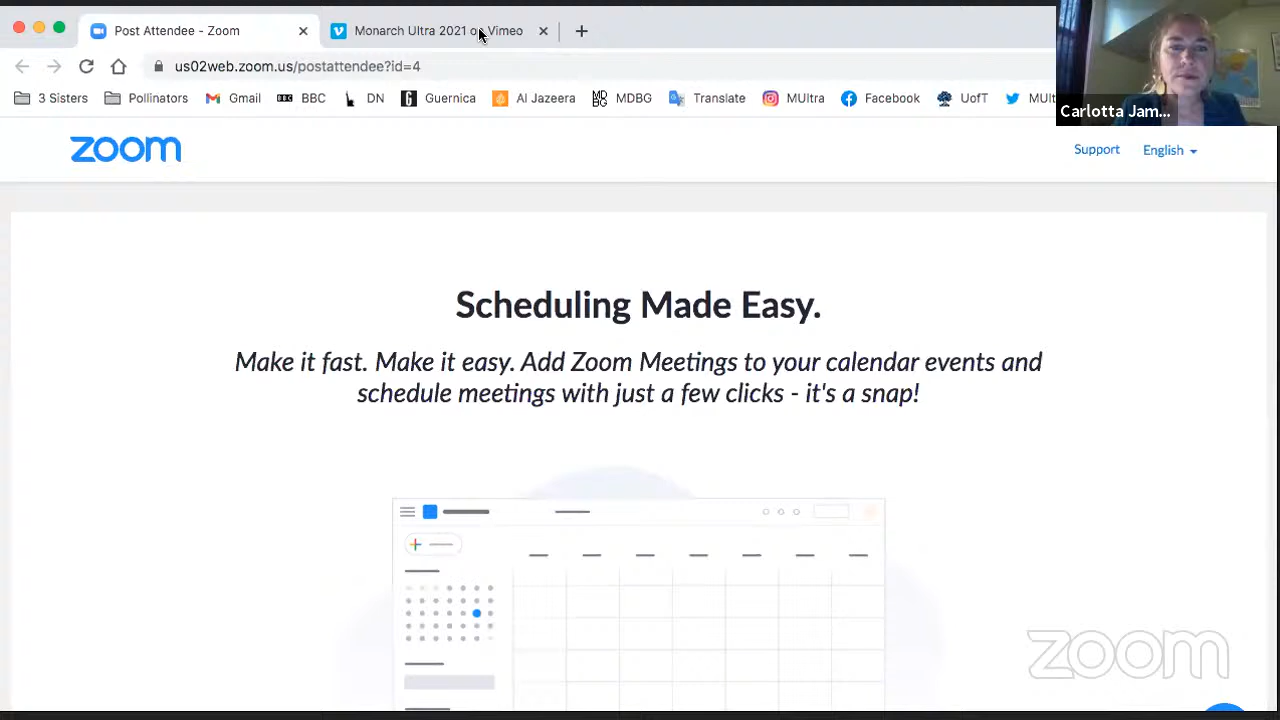 Post Attendee - Zoom
Monarch Ultra 2021 o Vimeo
us02web.zoom.us/postattendee?id=4
3 Sisters
Pollinators
Gmail
BBC
BBC
DN
Guernica
Al Jazeera
MDBG
MDBG
Translate
MUltra
Facebook
UofT
MUlt
Carlotta Jam...
zoom
Support
English
Scheduling Made Easy.
Make it fast. Make it easy. Add Zoom Meetings to your calendar events and
schedule meetings with just a few clicks - it's a snap!
zoom